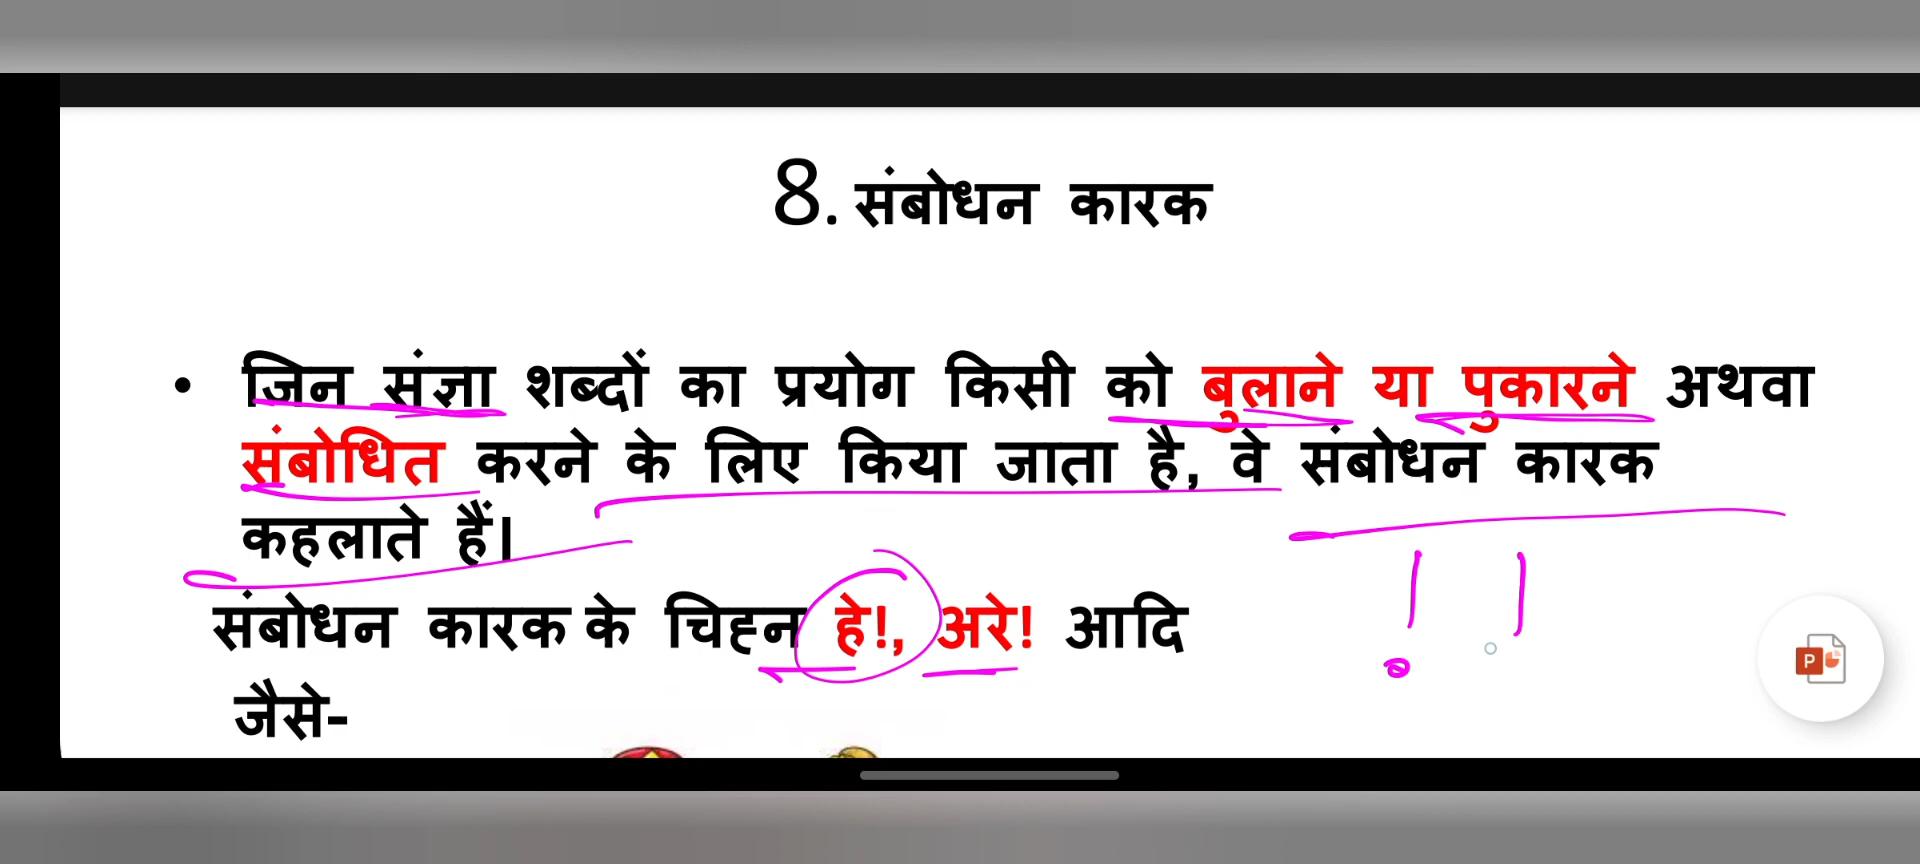 8. संबोधन कारक
• जिन संज्ञा शब्दों का प्रयोग किसी को बुलाने या पुकारने अथवा
संबोधित करने के लिए किया जाता है, वे संबोधन कारक
कहलाते हैं।
संबोधन कारक के चिह्न हे!, अरे! आदि
! !
जैसे-
P